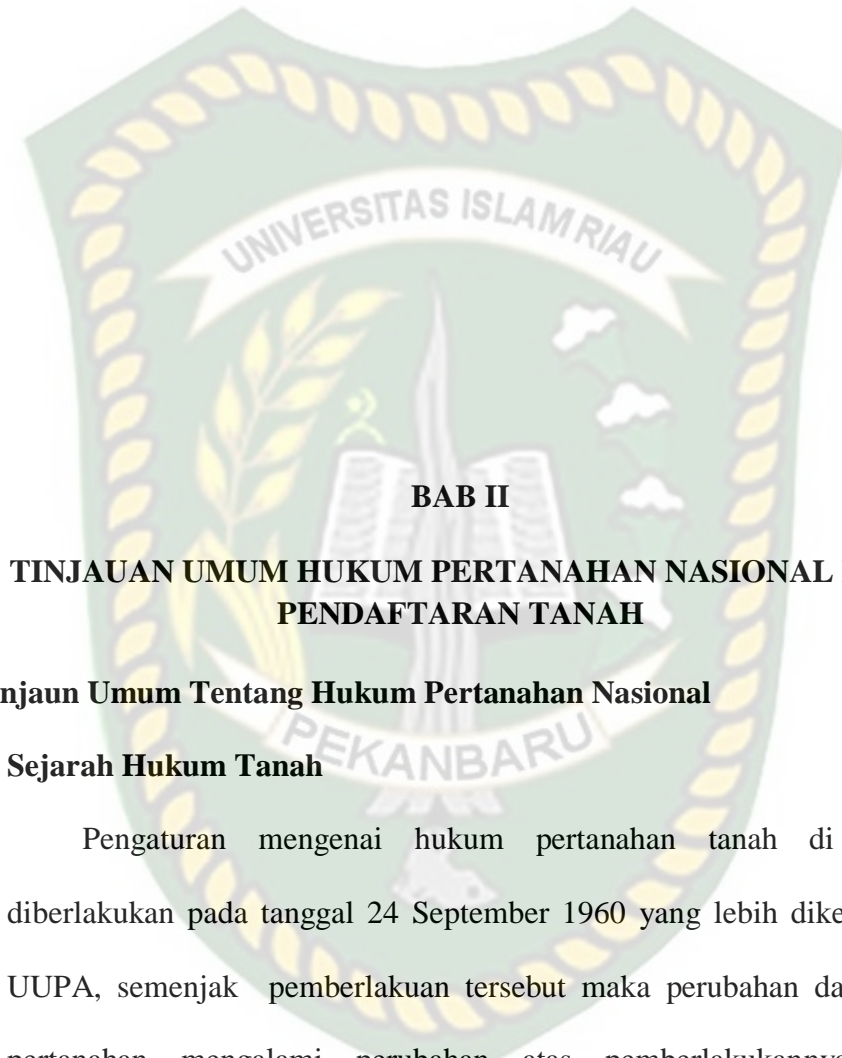 UNIVERSITAS ISLAM RIAU
BAB II
TINJAUAN UMUM HUKUM PERTANAHAN NASIONAL
PENDAFTARAN TANAH
njaun Umum Tentang Hukum Pertanahan Nasional
PEKANBARU
Sejarah Hukum Tanah
Pengaturan mengenai hukum pertanahan tanah di
diberlakukan pada tanggal 24 September 1960 yang lebih dike
UUPA, semenjak pemberlakuan tersebut maka perubahan da
pertanahan mengalami perubahan atas pemberlakukannya